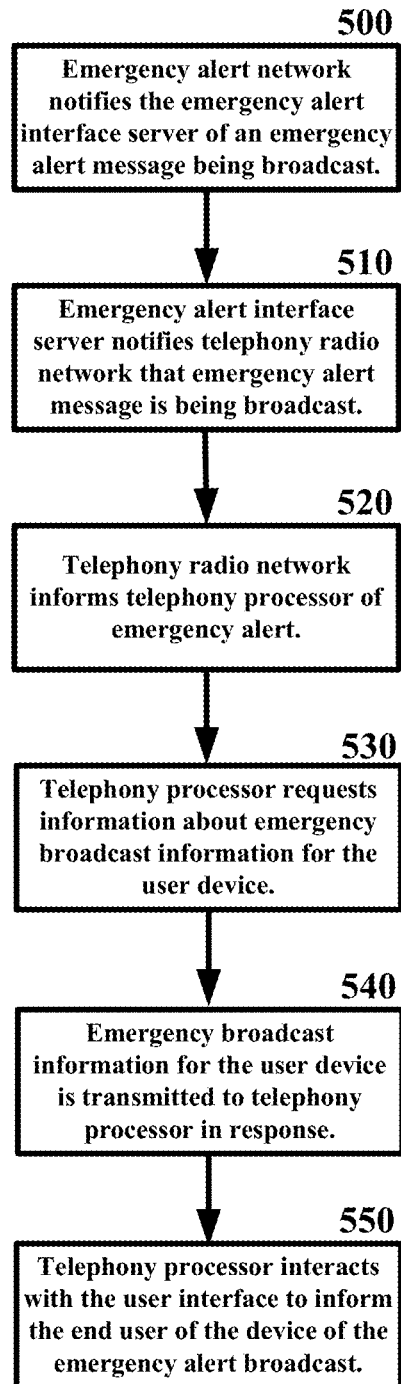 500
Emergency alert network
notifies the emergency alert
interface server of an emergency
alert message being broadcast.
510
Emergency alert interface
server notifies telephony radio
network that emergency alert
message is being broadcast.
520
Telephony radio network
informs telephony processor of
emergency alert.
530
Telephony processor requests
information about emergency
broadcast information for the
user device.
540
Emergency broadcast
information for the user device
is transmitted to telephony
processor in response.
550
Telephony processor interacts
with the user interface to inform
the end user of the device of the
emergency alert broadcast.